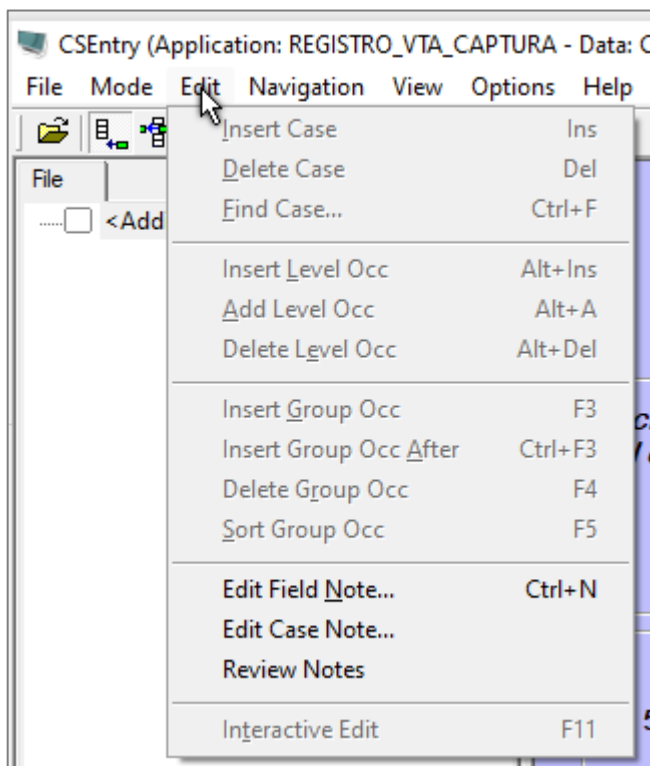 CSEntry (Application: REGISTRO_VTA_CAPTURA - Data:
File Mode Edit Navigation View Options Help
File
<Add
Insert Case Ins
Delete Case Del
Find Case... Ctrl+F
Insert Level Occ Alt+Ins
Add Level Occ Alt+A
Delete Level Occ Alt+Del
Insert Group Occ F3
Insert Group Occ After Ctrl+F3
Delete Group Occ F4
Sort Group Occ F5
Edit Field Note... Ctrl+N
Edit Case Note...
Review Notes
Interactive Edit F11